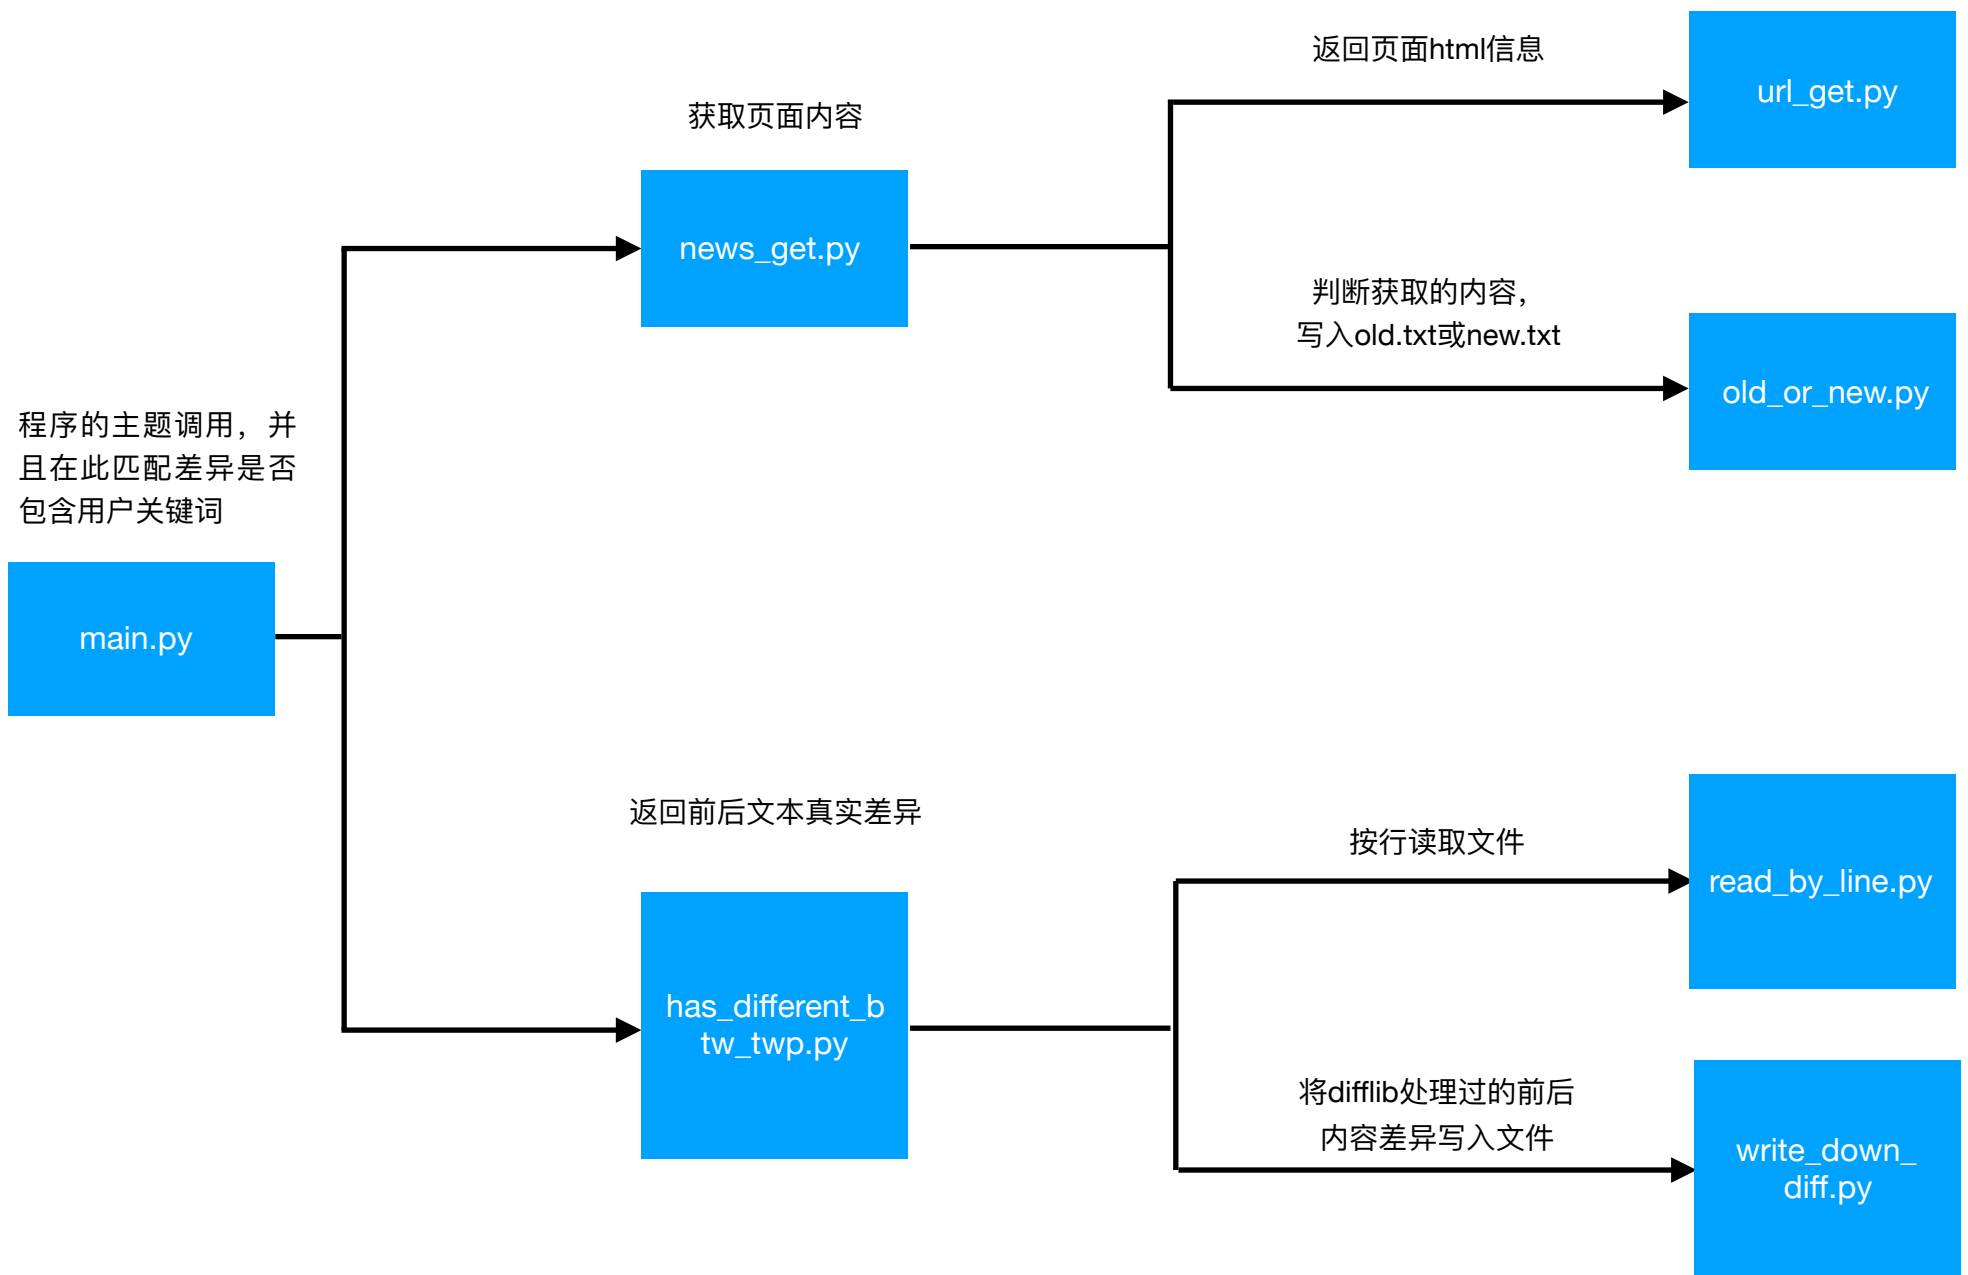 返回页面html信息
url_get.py
获取页面内容
news_get.py
判断获取的内容，
写入old.txt或new.txt
old_or_new.py
程序的主题调用，并
且在此匹配差异是否
包含用户关键词
main.py
返回前后文本真实差异
has_different_b
tw_twp.py
按行读取文件
read_by_line.py
将difflib处理过的前后
内容差异写入文件
write_down_
diff.py